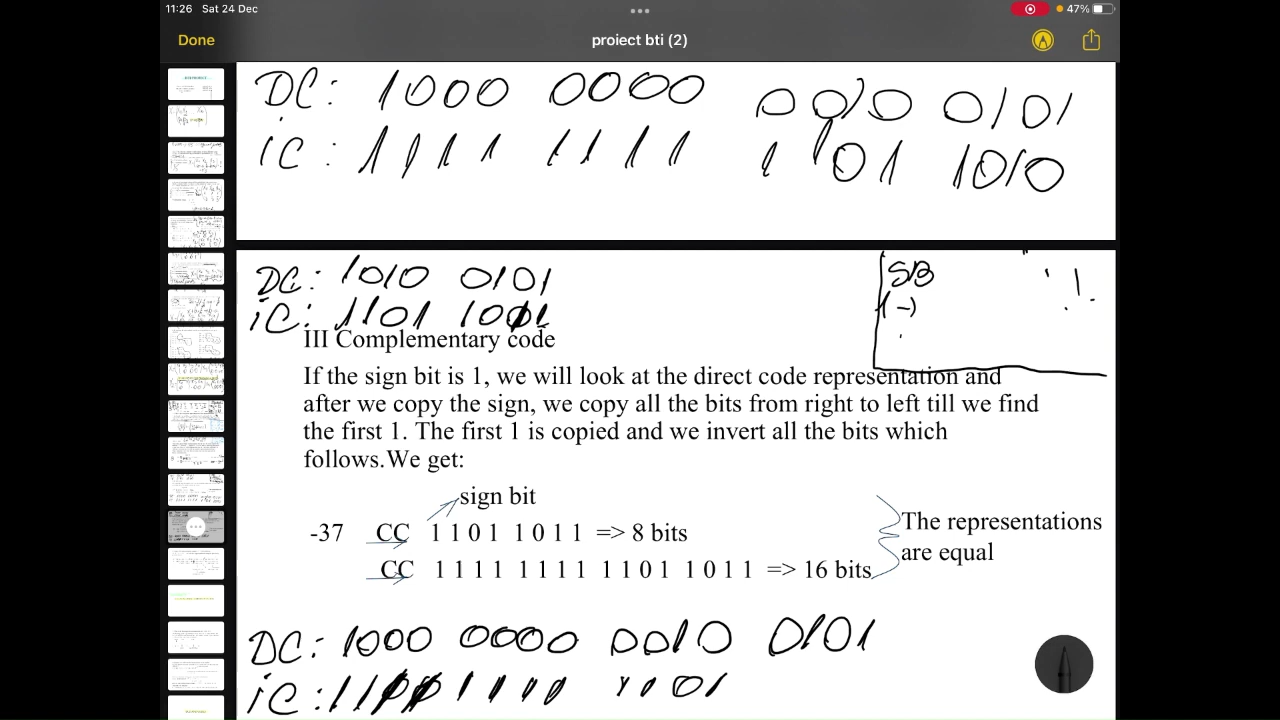 11:26 Sat 24 Dec
47%
Done
proiect bti (2)
DC: 1000 0000 0010 0101
iC: 1111 1111 1101 1010
DC: 1010 0101
iC: 1101 1011
SB
(-)
III Complementary code
If the sign bit is 1, we will look at the direct code representation and
after we copy the sign, we copy all the bits from right to left till we find
the first 1. The first 1 is copied and we invert all the bits which
follows.We get:
sign bit
-37 CC 1 1 0 1 1 0 1 1 => 8 bits
The representations
are equal
CC 1 1 1 1 1 1 1 1 1 1 0 1 1 0 1 1 => 16 bits
DC: 1000 0000 0010 0101
iC: 1111 1111 1101